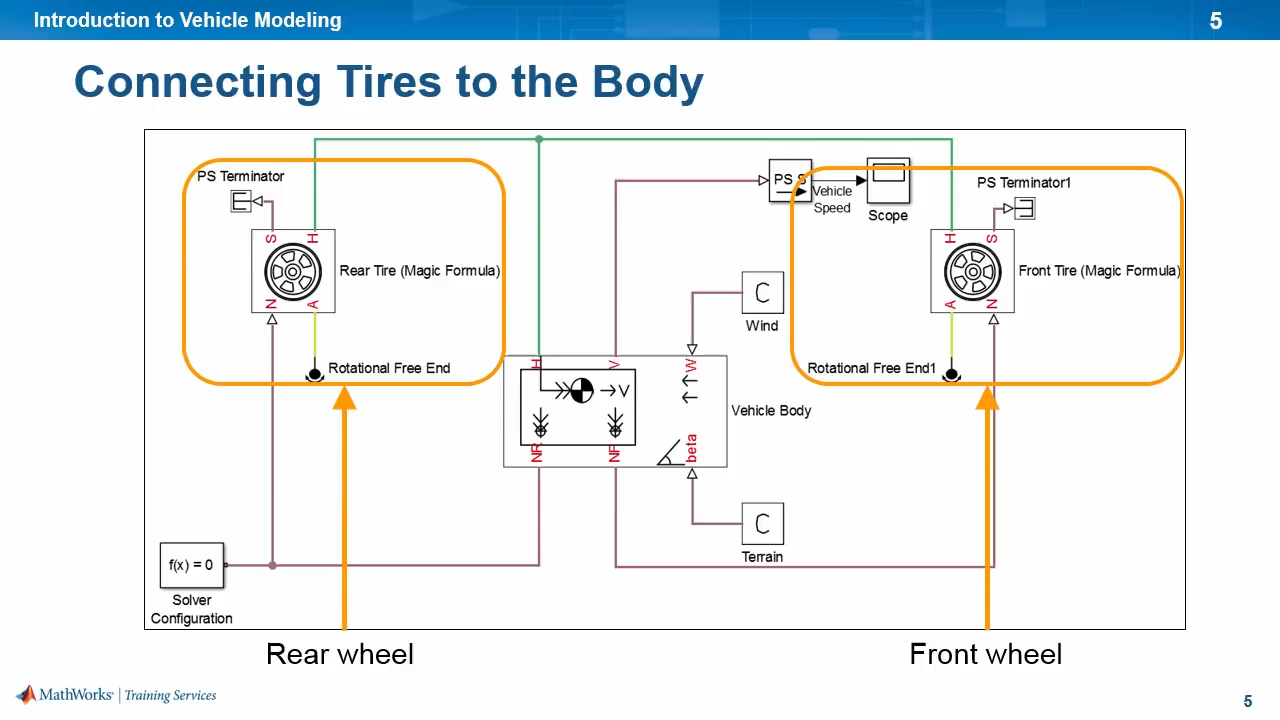 Introduction to Vehicle Modeling
5
Connecting Tires to the Body
PS Terminator
S
H
Rear Tire (Magic Formula)
N
A
Rotational Free End
PS S
Vehicle
Speed
Scope
PS Terminator1
H
S
Front Tire (Magic Formula)
A
N
Rotational Free End1
C
Wind
H
V
W
V
Vehicle Body
NR
NF
beta
C
Terrain
f(x) = 0
Solver
Configuration
Rear wheel
Front wheel
MathWorks® | Training Services
5